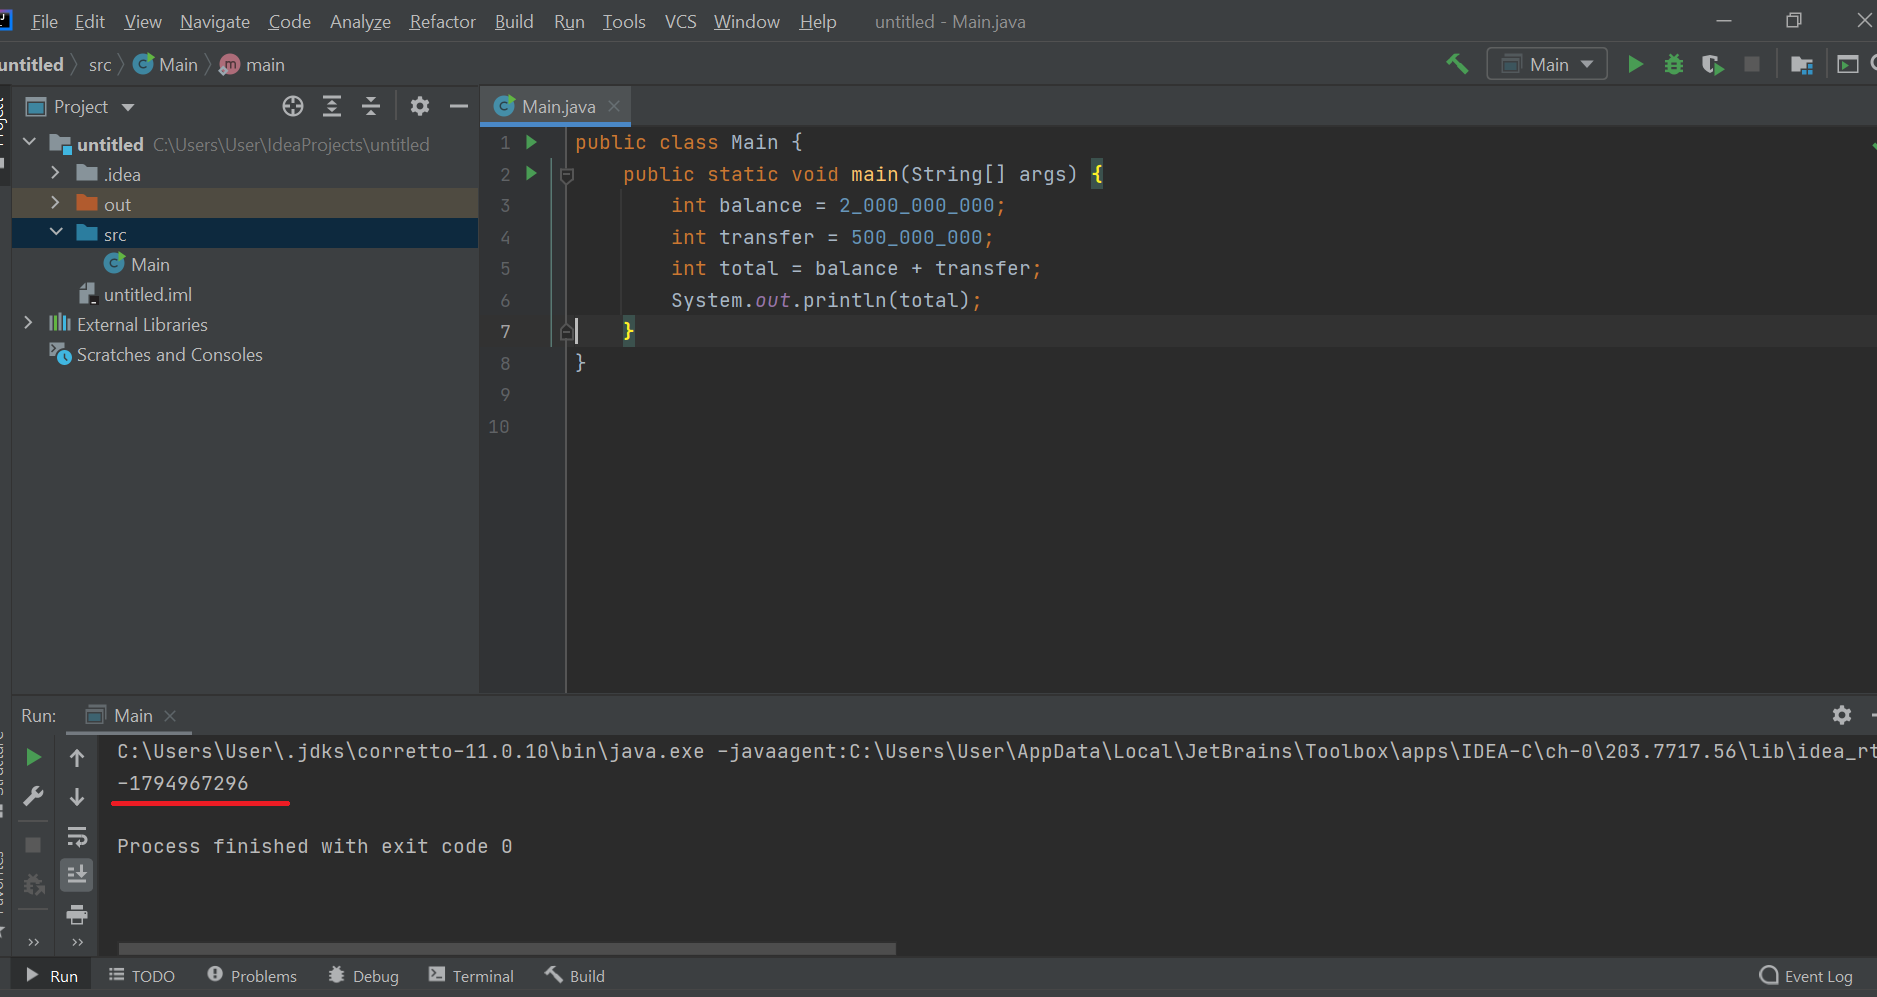 File Edit View Navigate Code Analyze Refactor Build Run Tools VCS Window Help untitled - Main.java
untitled src Main main Main
Project Main.java
untitled C:\Users\User\IdeaProjects\untitled
.idea
out
src
Main
untitled.iml
External Libraries
Scratches and Consoles
1 public class Main {
2 public static void main(String[] args) {
3 int balance = 2_000_000_000;
4 int transfer = 500_000_000;
5 int total = balance + transfer;
6 System.out.println(total);
7 }
8 }
9
10
Run: Main
C:\Users\User\.jdks\corretto-11.0.10\bin\java.exe -javaagent:C:\Users\User\AppData\Local\JetBrains\Toolbox\apps\IDEA-C\ch-0\203.7717.56\lib\idea_rt
-1794967296
Process finished with exit code 0
Run TODO Problems Debug Terminal Build Event Log